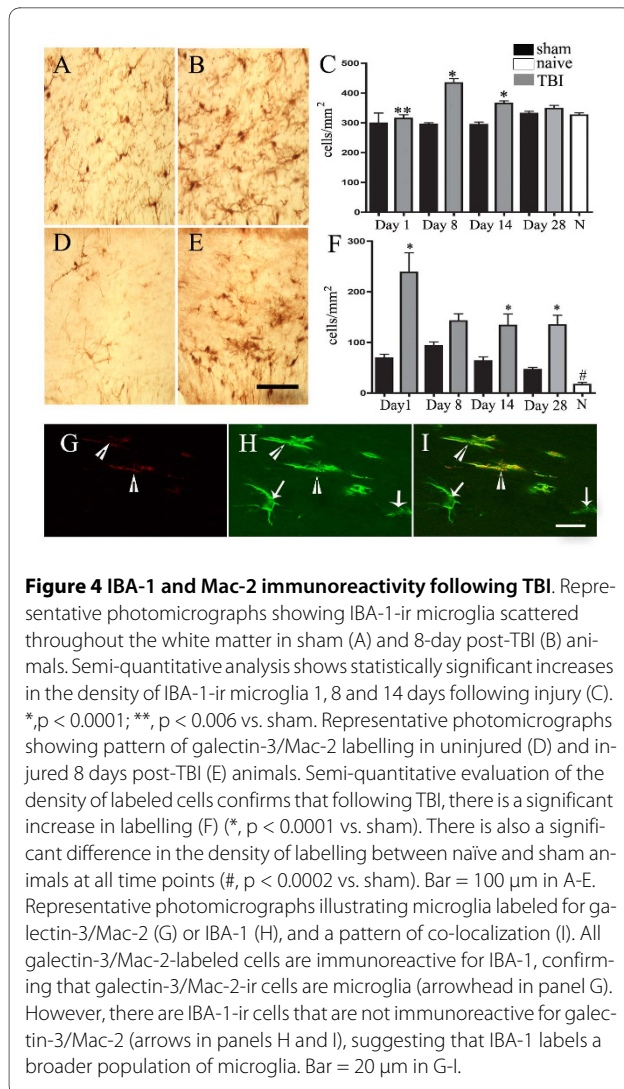 A
B
C
sham
naive
TBI
cells/mm²
500
400
300
200
100
0
**
*
*
Day 1 Day 8 Day 14 Day 28 N
D
E
F
cells/mm²
300
200
100
0
*
*
*
#
Day1 Day 8 Day 14 Day 28 N
G
H
I
Figure 4 IBA-1 and Mac-2 immunoreactivity following TBI. Repre-
sentative photomicrographs showing IBA-1-ir microglia scattered
throughout the white matter in sham (A) and 8-day post-TBI (B) ani-
mals. Semi-quantitative analysis shows statistically significant increases
in the density of IBA-1-ir microglia 1, 8 and 14 days following injury (C).
*,p < 0.0001; **, p < 0.006 vs. sham. Representative photomicrographs
showing pattern of galectin-3/Mac-2 labelling in uninjured (D) and in-
jured 8 days post-TBI (E) animals. Semi-quantitative evaluation of the
density of labeled cells confirms that following TBI, there is a significant
increase in labelling (F) (*, p < 0.0001 vs. sham). There is also a signifi-
cant difference in the density of labelling between naïve and sham an-
imals at all time points (#, p < 0.0002 vs. sham). Bar = 100 μm in A-E.
Representative photomicrographs illustrating microglia labeled for ga-
lectin-3/Mac-2 (G) or IBA-1 (H), and a pattern of co-localization (I). All
galectin-3/Mac-2-labeled cells are immunoreactive for IBA-1, confirm-
ing that galectin-3/Mac-2-ir cells are microglia (arrowhead in panel G).
However, there are IBA-1-ir cells that are not immunoreactive for galec-
tin-3/Mac-2 (arrows in panels H and I), suggesting that IBA-1 labels a
broader population of microglia. Bar = 20 μm in G-I.